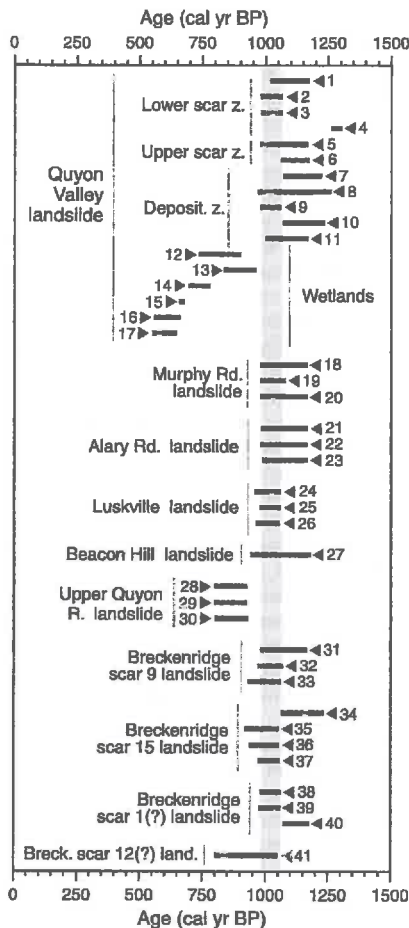 Age (cal yr BP)
0 250 500 750 1000 1250 1500
1
Lower scar z.
2
3
4
Upper scar z.
5
6
Quyon
Valley
landslide
7
8
Deposit. z.
9
10
11
12
13
14
15
16
17
Wetlands
Murphy Rd.
landslide
18
19
20
Alary Rd. landslide
21
22
23
Luskville landslide
24
25
26
Beacon Hill landslide
27
Upper Quyon
R. landslide
28
29
30
Breckenridge
scar 9 landslide
31
32
33
Breckenridge
scar 15 landslide
34
35
36
37
Breckenridge
scar 1(?) landslide
38
39
40
Breck. scar 12(?) land.
41
0 250 500 750 1000 1250 1500
Age (cal yr BP)